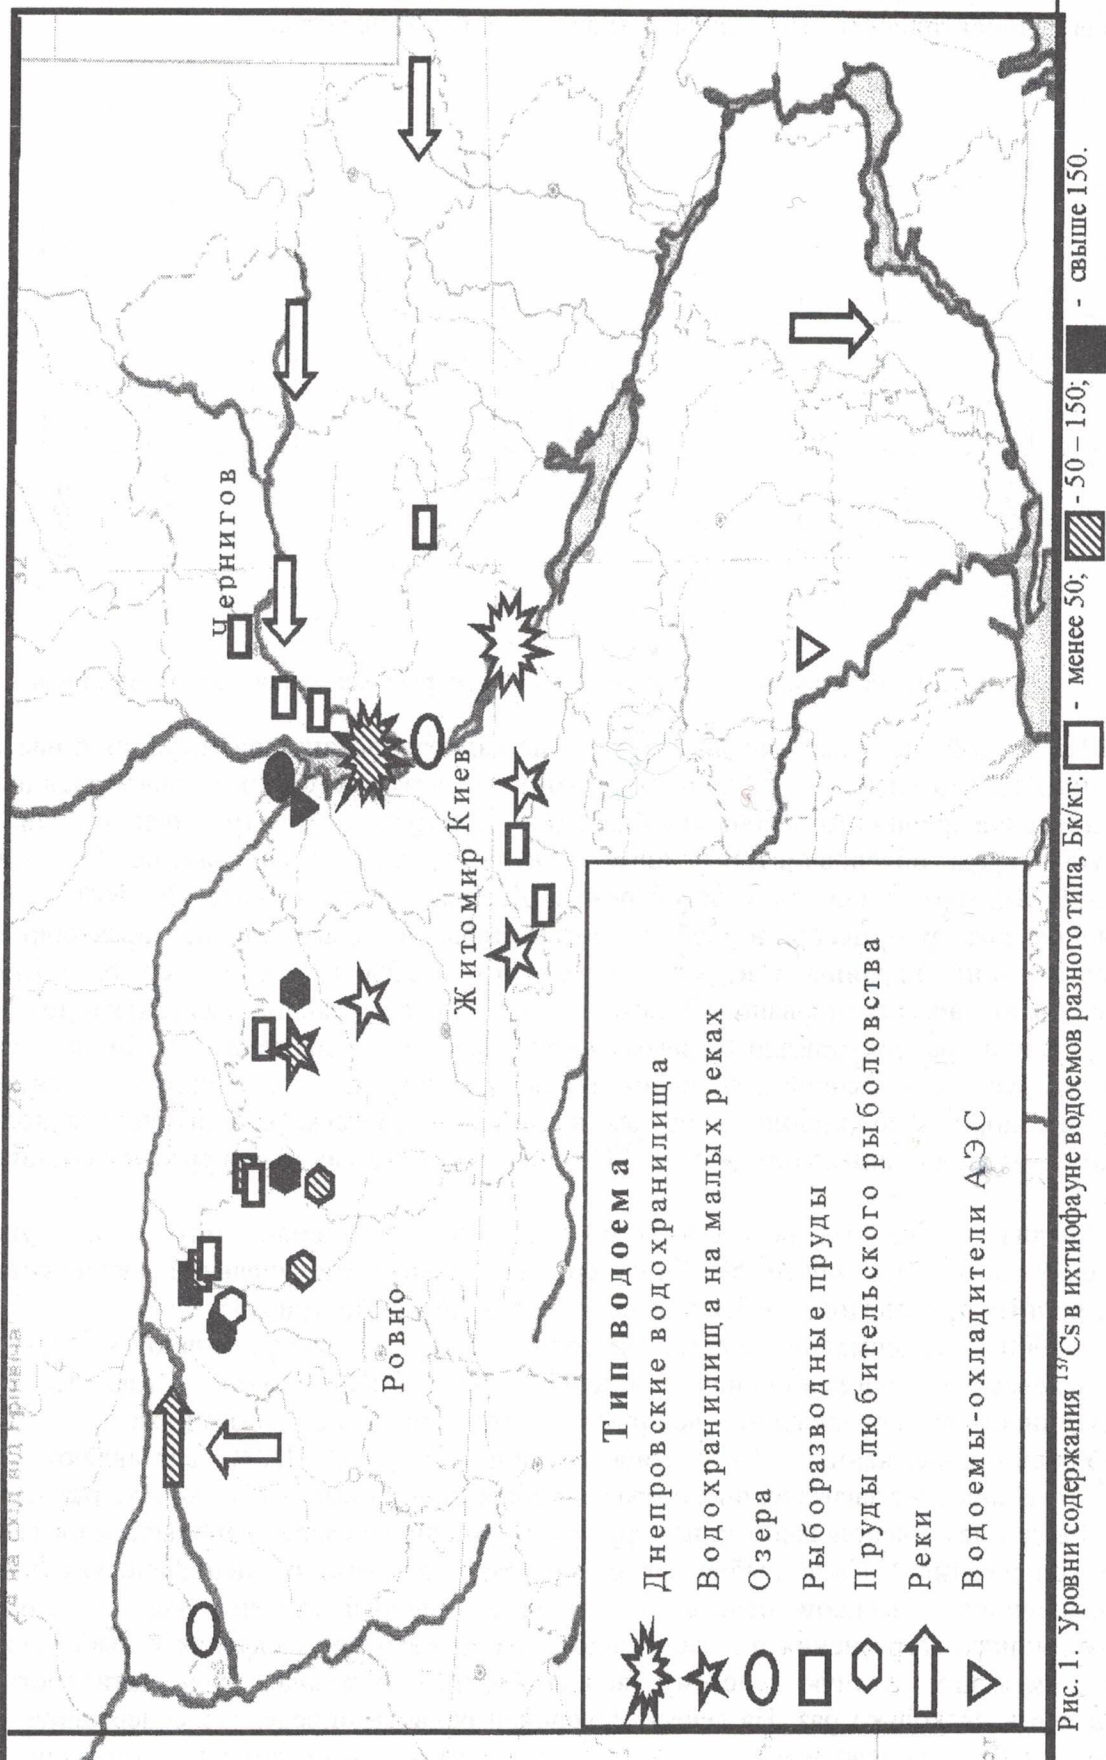 Чернигов
Киев
Житомир
Ровно
Тип водоема
Днепровские водохранилища
Водохранилища на малых реках
Озера
Рыборазводные пруды
Пруды любительского рыболовства
Реки
Водоемы-охладители АЭС
Рис. 1. Уровни содержания ¹³⁷Cs в ихтиофауне водоемов разного типа, Бк/кг: - менее 50; - 50 – 150; - свыше 150.